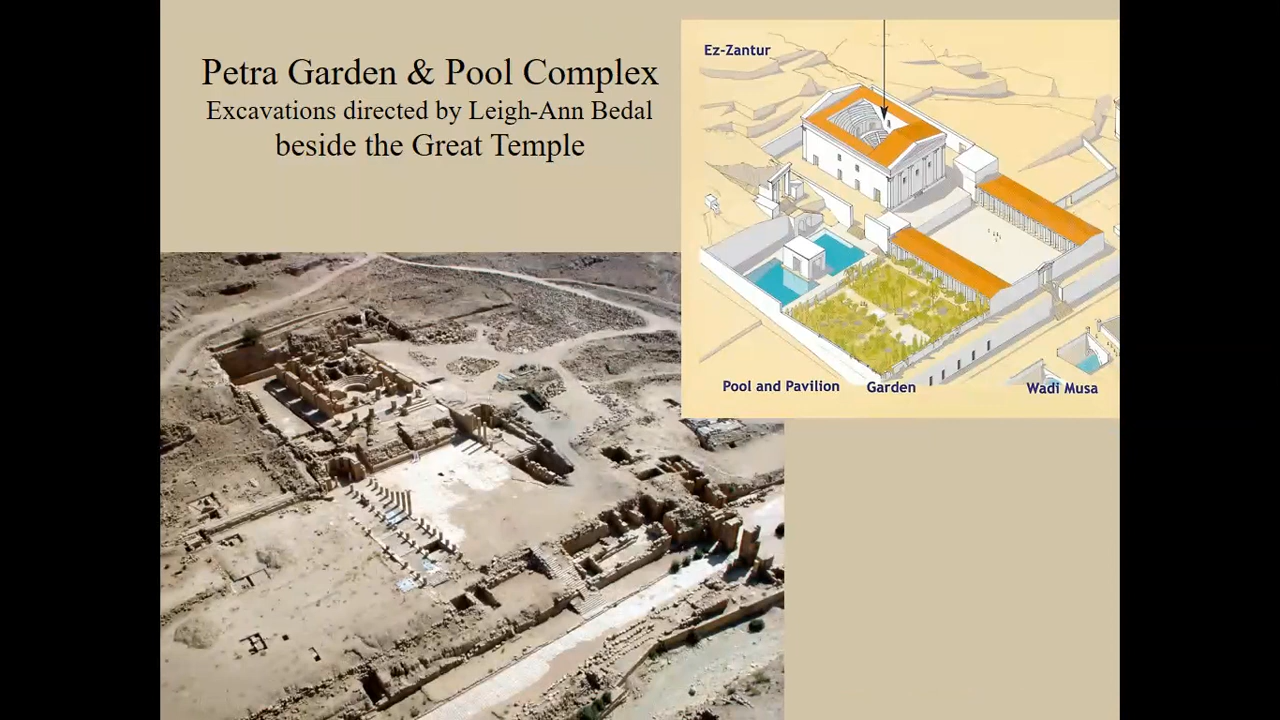 Petra Garden & Pool Complex
Excavations directed by Leigh-Ann Bedal
beside the Great Temple
Ez-Zantur
Pool and Pavilion
Garden
Wadi Musa